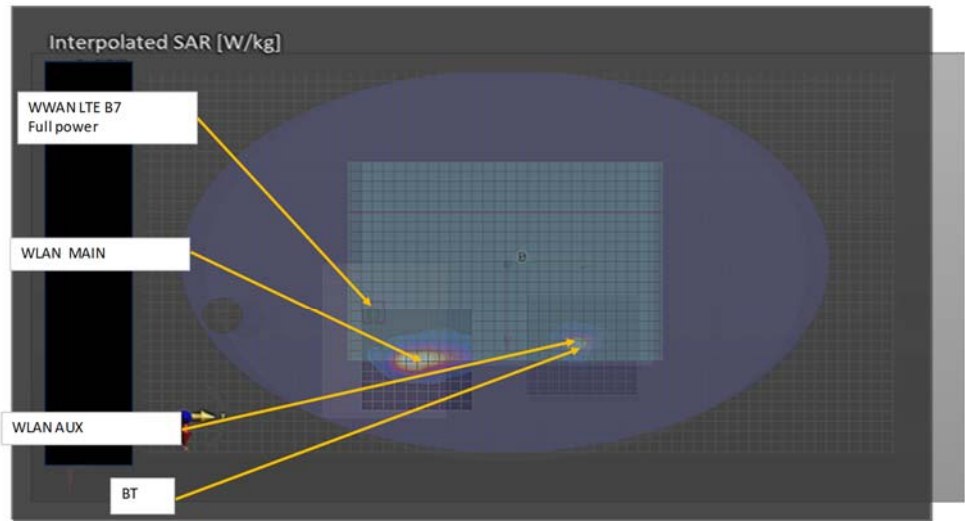 Interpolated SAR [W/kg]
WWAN LTE B7
Full power
WLAN MAIN
WLAN AUX
BT